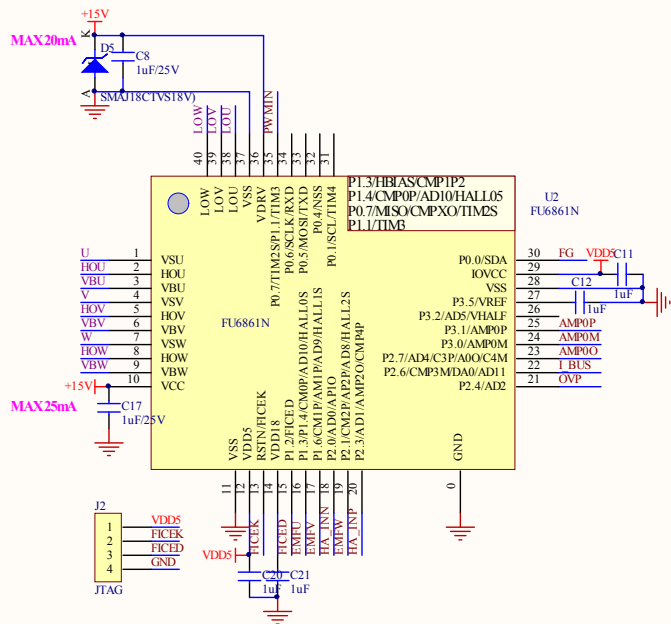 +15V
MAX20mA
K
D5
C8
1uF/25V
A
SMAJ18CTVS18V)
LOW
LOV
LOU
PWMIN
40
39
38
37
36
35
34
33
32
31
LOW
LOV
LOU
VSS
VDRV
P0.7/TIM2S/P1.1/TIM3
P0.6/SCLK/RXD
P0.5/MOSI/TXD
P0.4/NSS
P0.1/SCL/TIM4
P1.3/HBIAS/CMP1P2
P1.4/CMP0P/AD10/HALL05
P0.7/MISO/CMPXO/TIM2S
P1.1/TIM3
U2
FU6861N
U 1 VSU
HOU 2 HOU
VBU 3 VBU
V 4 VSV
HOV 5 HOV
VBV 6 VBV
W 7 VSW
HOW 8 HOW
VBW 9 VBW
+15V 10 VCC
MAX25mA
C17
1uF/25V
FU6861N
P0.0/SDA 30 FG
IOVCC 29 VDD5 C11
1uF
VSS 28
P3.5/VREF 27 C12
1uF
P3.2/AD5/VHALF 26
P3.1/AMP0P 25 AMP0P
P3.0/AMP0M 24 AMP0M
P2.7/AD4/C3P/A0O/C4M 23 AMP0O
P2.6/CMP3M/DA0/AD11 22 I_BUS
P2.4/AD2 21 OVP
VSS
VDD5
RSTN/FICEK
VDD18
P1.2/FICED
P1.3/P1.4/CM0P/AD10/HALL0S
P1.6/CM1P/AM1P/AD9/HALL1S
P2.0/AD0/AP1O
P2.1/CM2P/AP2P/AD8/HALL2S
P2.3/AD1/AMP2O/CMP4P
GND
11
12
13
14
15
16
17
18
19
20
0
FICEK
FICED
EMFU
EMFV
HA_INN
EMFW
HA_INP
VDD5
C20
1uF
C21
1uF
J2
1 VDD5
2 FICEK
3 FICED
4 GND
JTAG